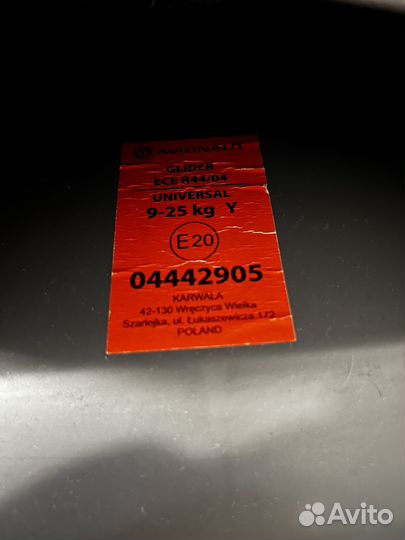 AVIONAUT
GLIDER
ECE R44/04
UNIVERSAL
9-25 kg Y
E20
04442905
KARWALA
42-130 Wręczyca Wielka
Szarlejka, ul. Łukaszewicza 172
POLAND
Avito